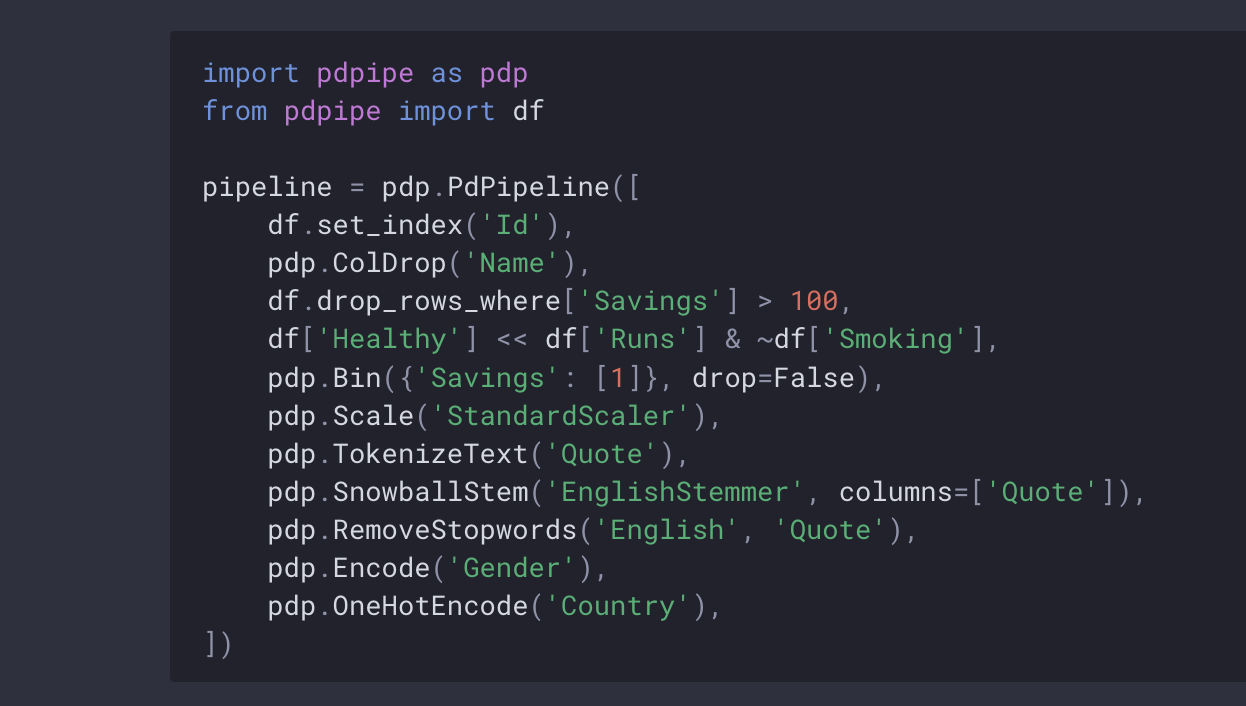 import pdpipe as pdp
from pdpipe import df

pipeline = pdp.PdPipeline([
    df.set_index('Id'),
    pdp.ColDrop('Name'),
    df.drop_rows_where['Savings'] > 100,
    df['Healthy'] << df['Runs'] & ~df['Smoking'],
    pdp.Bin({'Savings': [1]}, drop=False),
    pdp.Scale('StandardScaler'),
    pdp.TokenizeText('Quote'),
    pdp.SnowballStem('EnglishStemmer', columns=['Quote']),
    pdp.RemoveStopwords('English', 'Quote'),
    pdp.Encode('Gender'),
    pdp.OneHotEncode('Country'),
])